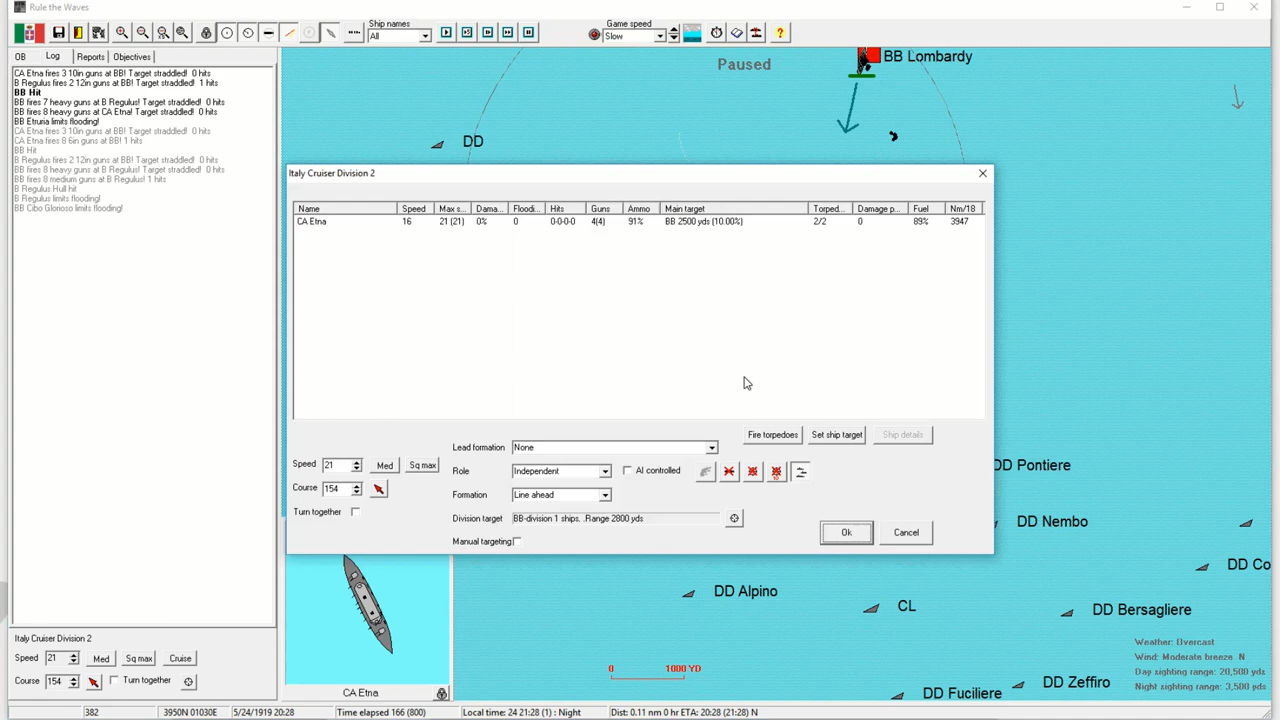 Rule the Waves
Ship names
All
Game speed
Slow
OB Log Reports Objectives
CA Etna fires 3 10in guns at BB! Target straddled! 0 hits
B Regulus fires 2 12in guns at BB! Target straddled! 1 hits
BB Hit
BB fires 7 heavy guns at B Regulus! Target straddled! 0 hits
BB fires 8 heavy guns at CA Etna! Target straddled! 0 hits
BB Etruria limits flooding!
CA Etna fires 3 10in guns at BB! Target straddled! 0 hits
CA Etna fires 8 6in guns at BB! 1 hits
BB Hit
B Regulus fires 2 12in guns at BB! Target straddled! 0 hits
BB fires 8 heavy guns at B Regulus! Target straddled! 0 hits
BB fires 8 medium guns at B Regulus! 1 hits
B Regulus Hull hit
B Regulus limits flooding!
BB Cibo Glorioso limits flooding!
Paused
BB Lombardy
DD
Italy Cruiser Division 2
Name Speed Max s... Dama... Floodi... Hits Guns Ammo Main target Torped... Damage p... Fuel Nm/18
CA Etna 16 21 (21) 0% 0 0-0-0-0 4(4) 91% BB 2500 yds (10.00%) 2/2 0 89% 3947
Fire torpedoes Set ship target Ship details
Lead formation None
Speed 21 Med Sq max
Role Independent AI controlled
Course 154
Formation Line ahead
Turn together
Division target BB-division 1 ships. .Range 2800 yds
Manual targeting
Ok Cancel
DD Pontiere
DD Nembo
DD Co
DD Alpino
CL
DD Bersagliere
DD Zeffiro
DD Fuciliere
Weather: Overcast
Wind: Moderate breeze N
Day sighting range: 20,500 yds
Night sighting range: 3,500 yds
0 1000 YD
Italy Cruiser Division 2
Speed 21 Med Sq max Cruise
Course 154 Turn together
CA Etna
382 3950N 01030E 5/24/1919 20:28 Time elapsed 166 (800) Local time: 24 21:28 (1) : Night Dist: 0.11 nm 0 hr ETA: 20:28 (21:28) N